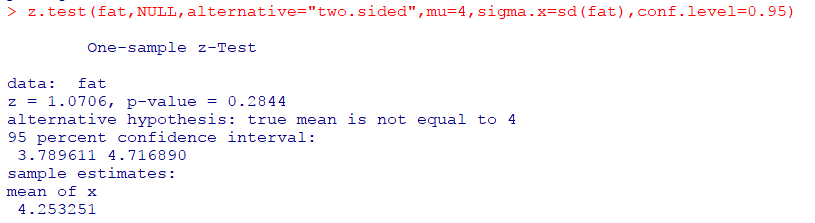 > z.test(fat,NULL,alternative="two.sided",mu=4,sigma.x=sd(fat),conf.level=0.95)
One-sample z-Test
data:  fat
z = 1.0706, p-value = 0.2844
alternative hypothesis: true mean is not equal to 4
95 percent confidence interval:
 3.789611 4.716890
sample estimates:
mean of x
 4.253251